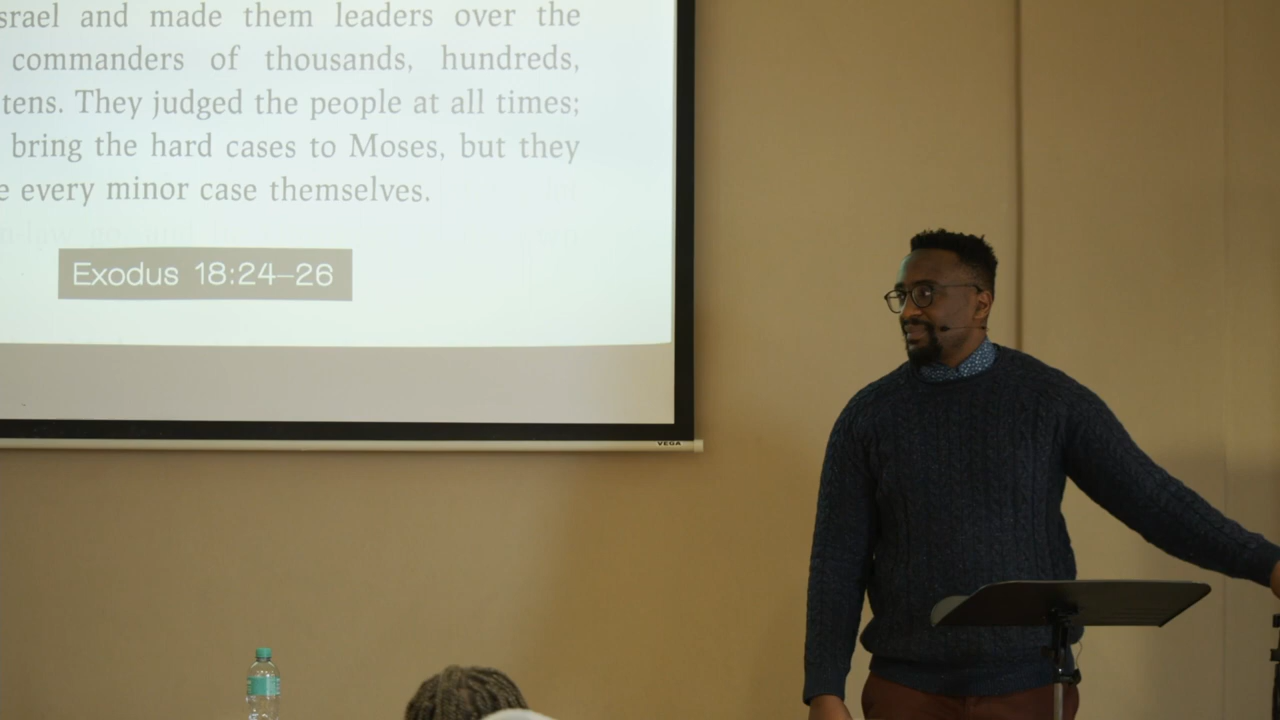 and made them leaders over the
commanders of thousands, hundreds,
tens. They judged the people at all times;
bring the hard cases to Moses, but they
every minor case themselves.
Exodus 18:24–26
VEGA